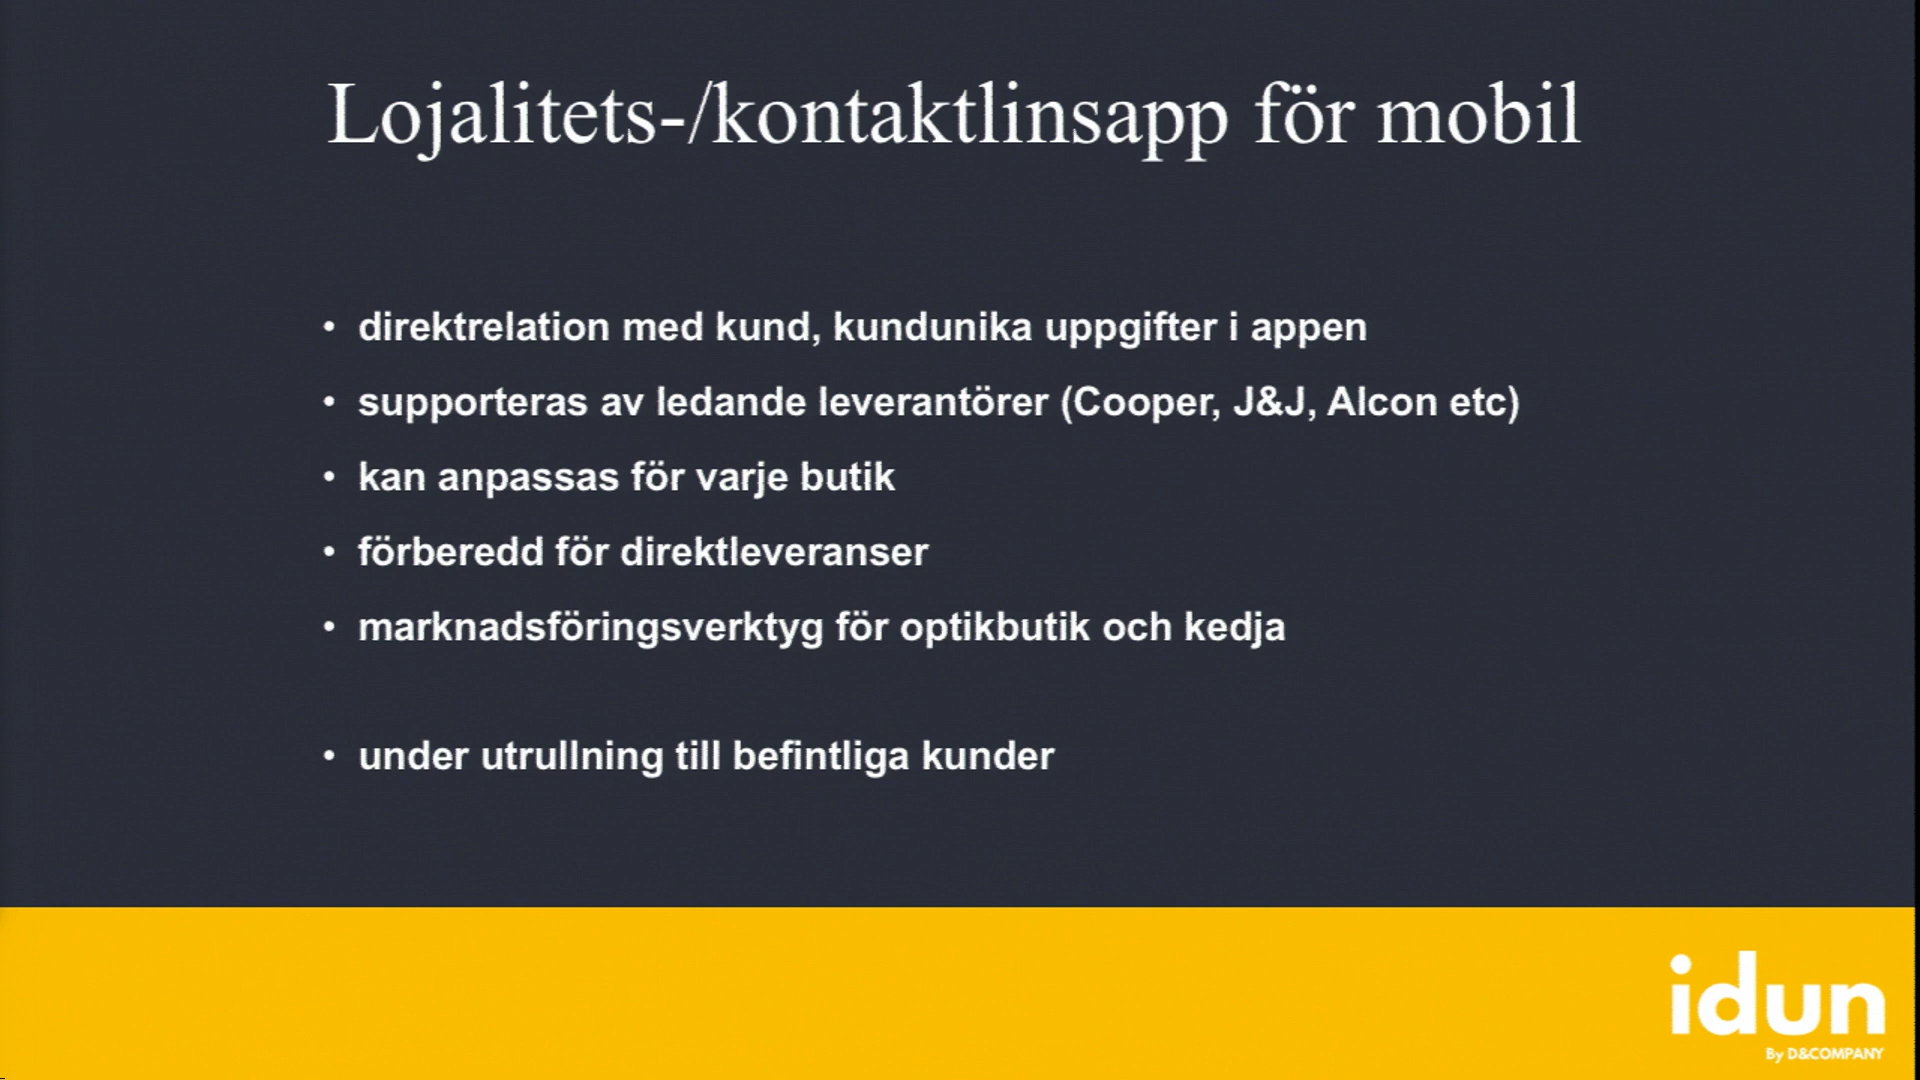 Lojalitets-/kontaktlinsapp för mobil
• direktrelation med kund, kundunika uppgifter i appen
• supporteras av ledande leverantörer (Cooper, J&J, Alcon etc)
• kan anpassas för varje butik
• förberedd för direktleveranser
• marknadsföringsverktyg för optikbutik och kedja
• under utrullning till befintliga kunder
idun
By D&COMPANY